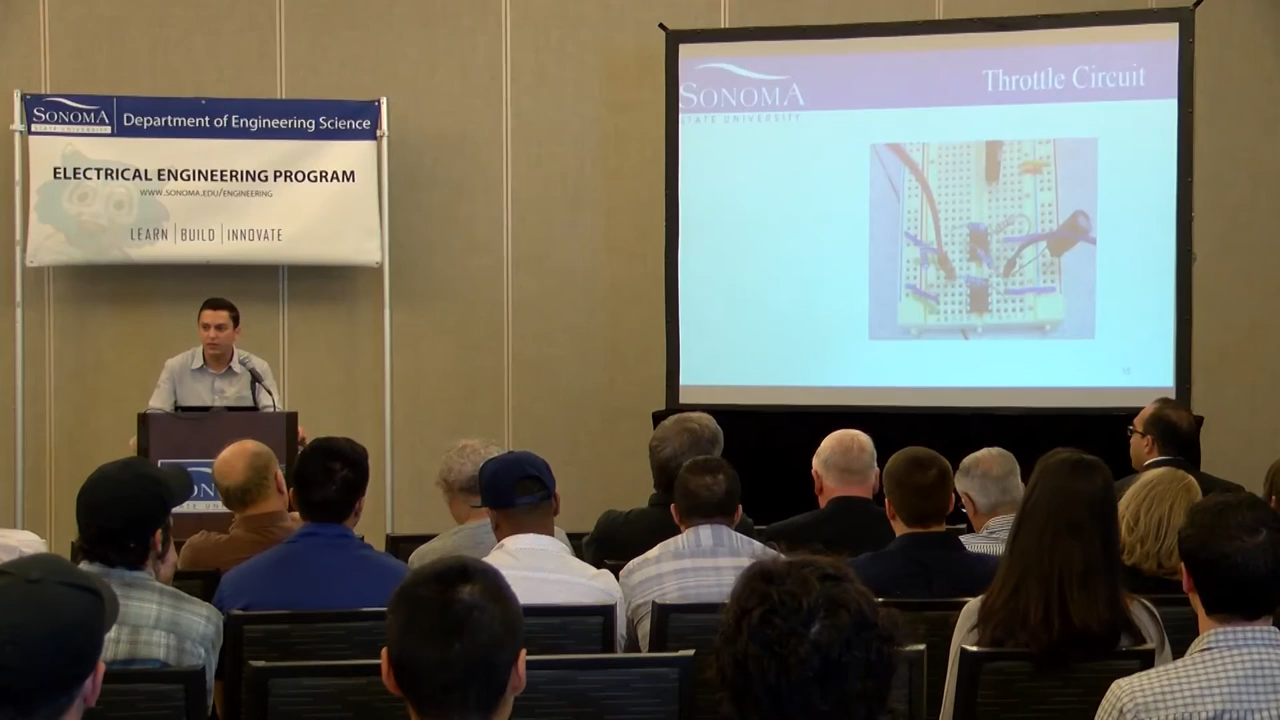 SONOMA
STATE UNIVERSITY
Department of Engineering Science
ELECTRICAL ENGINEERING PROGRAM
WWW.SONOMA.EDU/ENGINEERING
LEARN | BUILD | INNOVATE
SONOMA
STATE UNIVERSITY
Throttle Circuit
ON